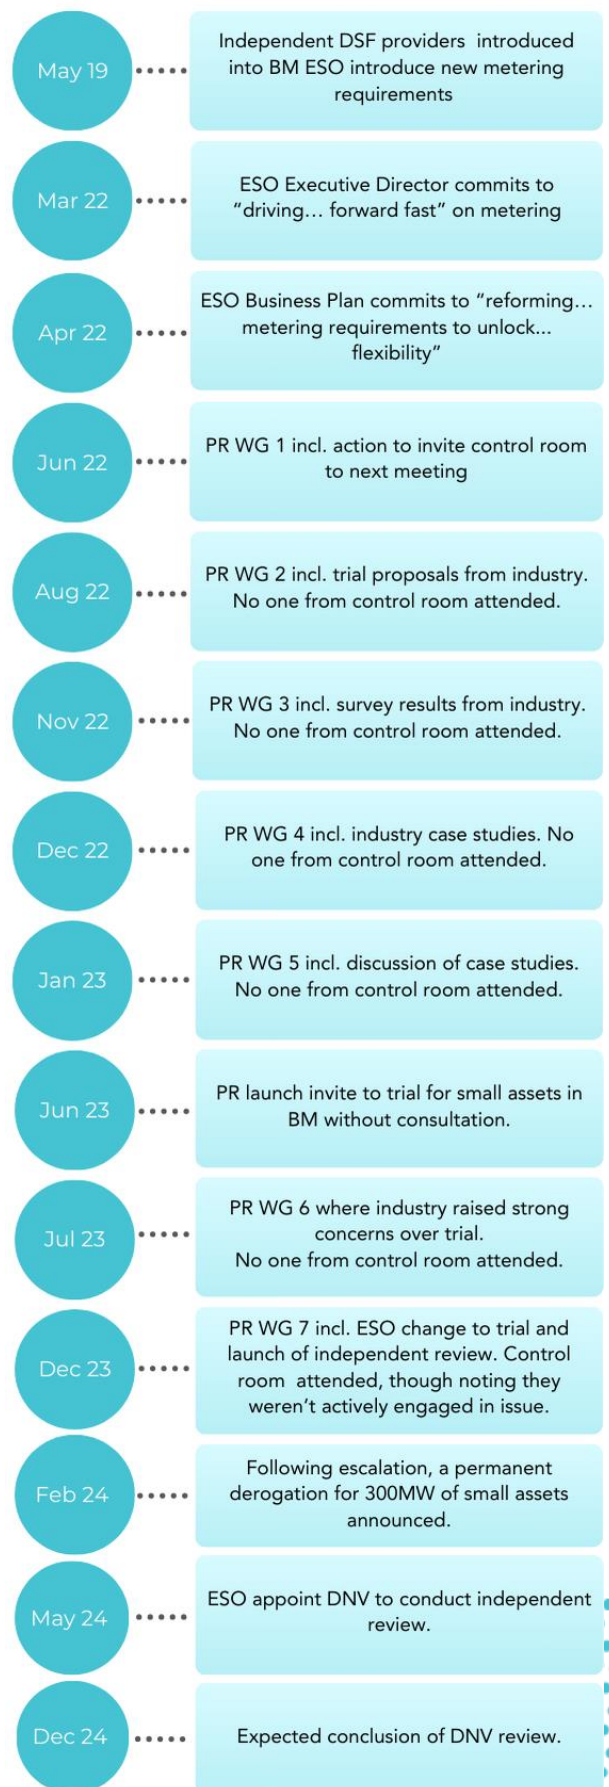 May 19
Independent DSF providers introduced
into BM ESO introduce new metering
requirements
Mar 22
ESO Executive Director commits to
“driving... forward fast” on metering
Apr 22
ESO Business Plan commits to “reforming...
metering requirements to unlock...
flexibility”
Jun 22
PR WG 1 incl. action to invite control room
to next meeting
Aug 22
PR WG 2 incl. trial proposals from industry.
No one from control room attended.
Nov 22
PR WG 3 incl. survey results from industry.
No one from control room attended.
Dec 22
PR WG 4 incl. industry case studies. No
one from control room attended.
Jan 23
PR WG 5 incl. discussion of case studies.
No one from control room attended.
Jun 23
PR launch invite to trial for small assets in
BM without consultation.
Jul 23
PR WG 6 where industry raised strong
concerns over trial.
No one from control room attended.
Dec 23
PR WG 7 incl. ESO change to trial and
launch of independent review. Control
room attended, though noting they
weren’t actively engaged in issue.
Feb 24
Following escalation, a permanent
derogation for 300MW of small assets
announced.
May 24
ESO appoint DNV to conduct independent
review.
Dec 24
Expected conclusion of DNV review.